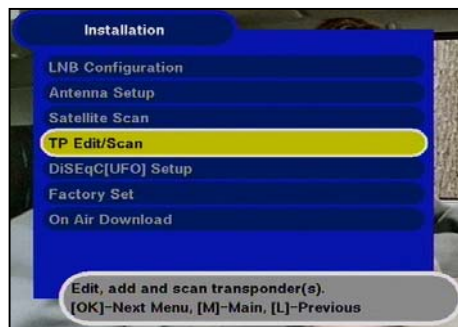 Installation
LNB Configuration
Antenna Setup
Satellite Scan
TP Edit/Scan
DiSEqC[UFO] Setup
Factory Set
On Air Download
Edit, add and scan transponder(s).
[OK]-Next Menu, [M]-Main, [L]-Previous